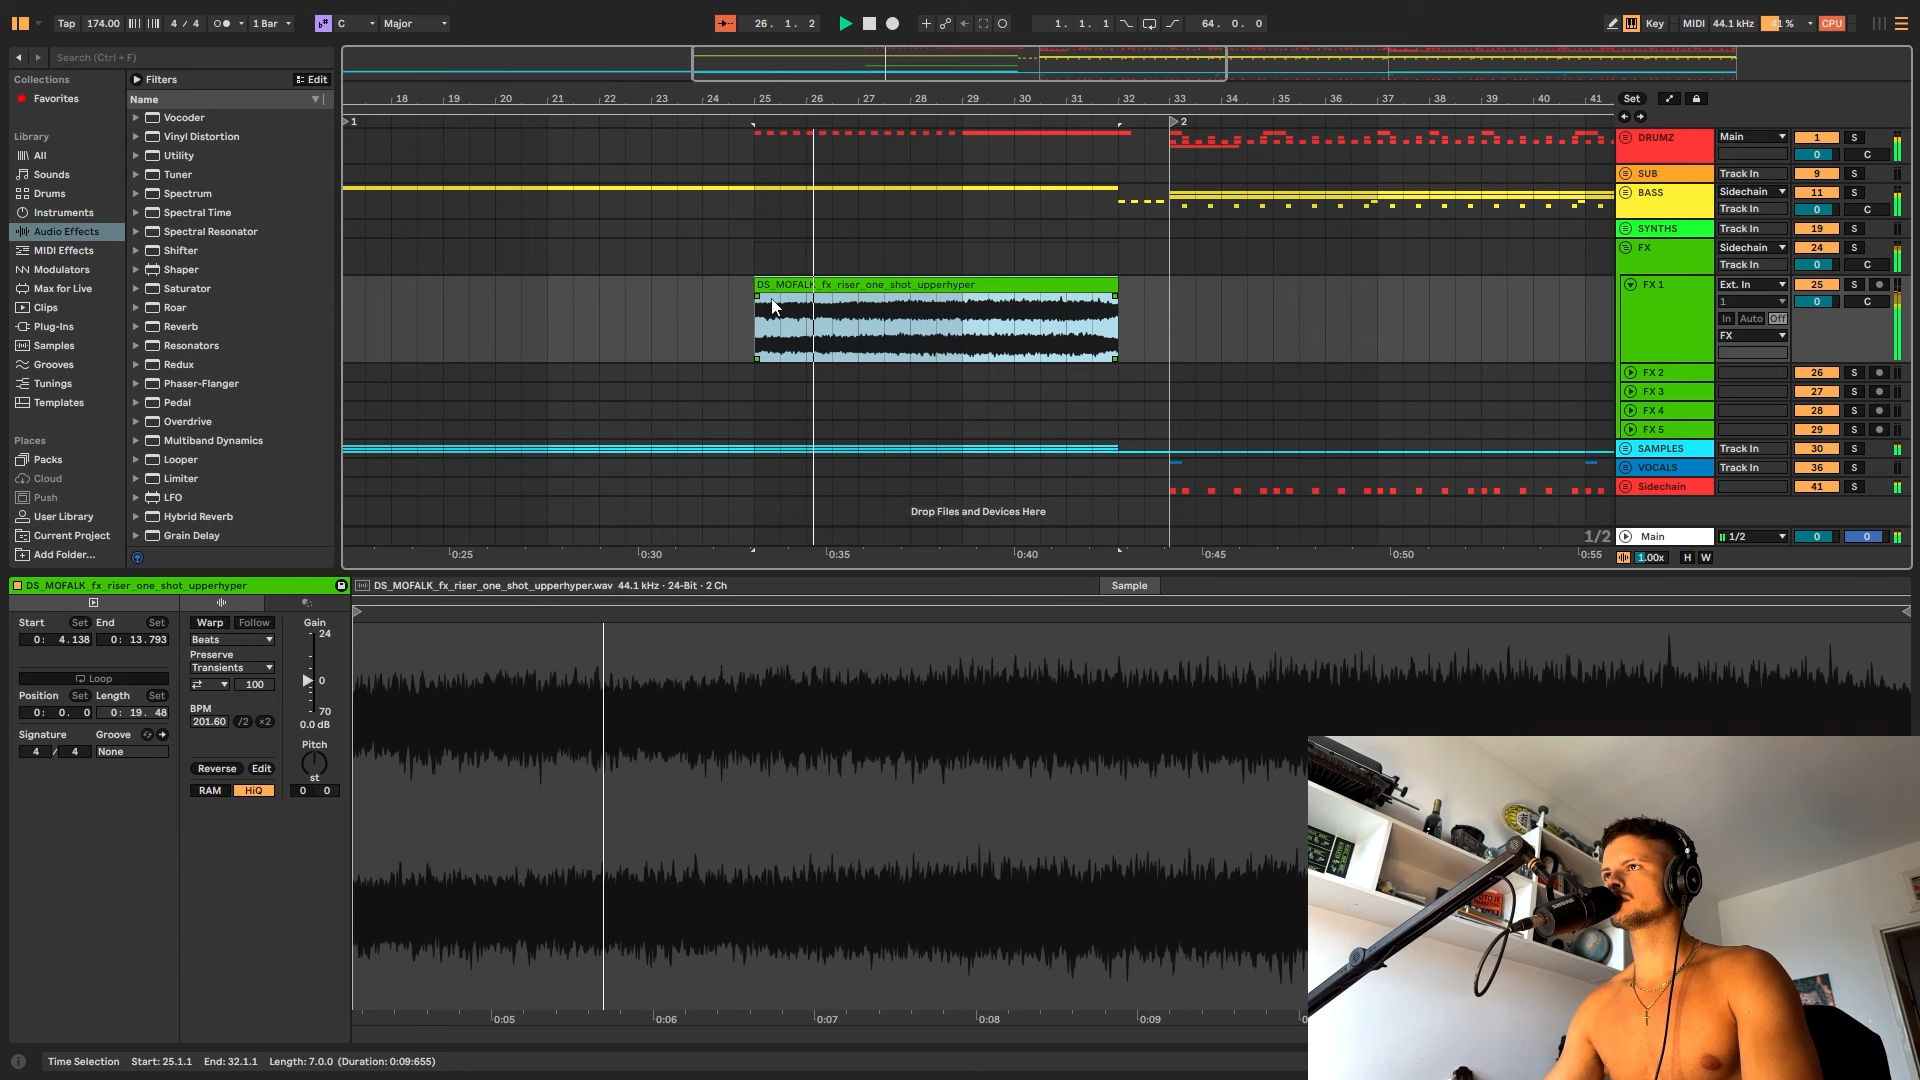 Tap 174.00 4 / 4 1 Bar C Major 26. 1. 2 1. 1. 1 64. 0. 0 Key MIDI 44.1 kHz 41 % CPU
Search (Ctrl + F)
Collections
Favorites
Library
All
Sounds
Drums
Instruments
Audio Effects
MIDI Effects
Modulators
Max for Live
Clips
Plug-Ins
Samples
Grooves
Tunings
Templates
Places
Packs
Cloud
Push
User Library
Current Project
Add Folder...
Filters Edit
Name
Vocoder
Vinyl Distortion
Utility
Tuner
Spectrum
Spectral Time
Spectral Resonator
Shifter
Shaper
Saturator
Roar
Reverb
Resonators
Redux
Phaser-Flanger
Pedal
Overdrive
Multiband Dynamics
Looper
Limiter
LFO
Hybrid Reverb
Grain Delay
18 19 20 21 22 23 24 25 26 27 28 29 30 31 32 33 34 35 36 37 38 39 40 41 Set
1 2
DS_MOFALK_fx_riser_one_shot_upperhyper
Drop Files and Devices Here
1/2
0:25 0:30 0:35 0:40 0:45 0:50 0:55
DRUMZ Main 1 S
0 C
SUB Track In 9 S
BASS Sidechain 11 S
Track In 0 C
SYNTHS Track In 19 S
FX Sidechain 24 S
Track In 0 C
FX 1 Ext. In 25 S
1 0 C
In Auto Off
FX
FX 2 26 S
FX 3 27 S
FX 4 28 S
FX 5 29 S
SAMPLES Track In 30 S
VOCALS Track In 36 S
Sidechain 41 S
Main 1/2 0 0
1.00x H W
DS_MOFALK_fx_riser_one_shot_upperhyper
Start Set End Set
0: 4.138 0: 13.793
Loop
Position Set Length Set
0: 0. 0 0: 19. 48
Signature Groove
4 / 4 None
Warp Follow
Beats
Preserve
Transients
100
BPM
201.60 /2 ×2
Reverse Edit
RAM HiQ
Gain
24
0
70
0.0 dB
Pitch
st
0 0
DS_MOFALK_fx_riser_one_shot_upperhyper.wav 44.1 kHz · 24-Bit · 2 Ch Sample
0:05 0:06 0:07 0:08 0:09
SHURE
Time Selection Start: 25.1.1 End: 32.1.1 Length: 7.0.0 (Duration: 0:09:655)